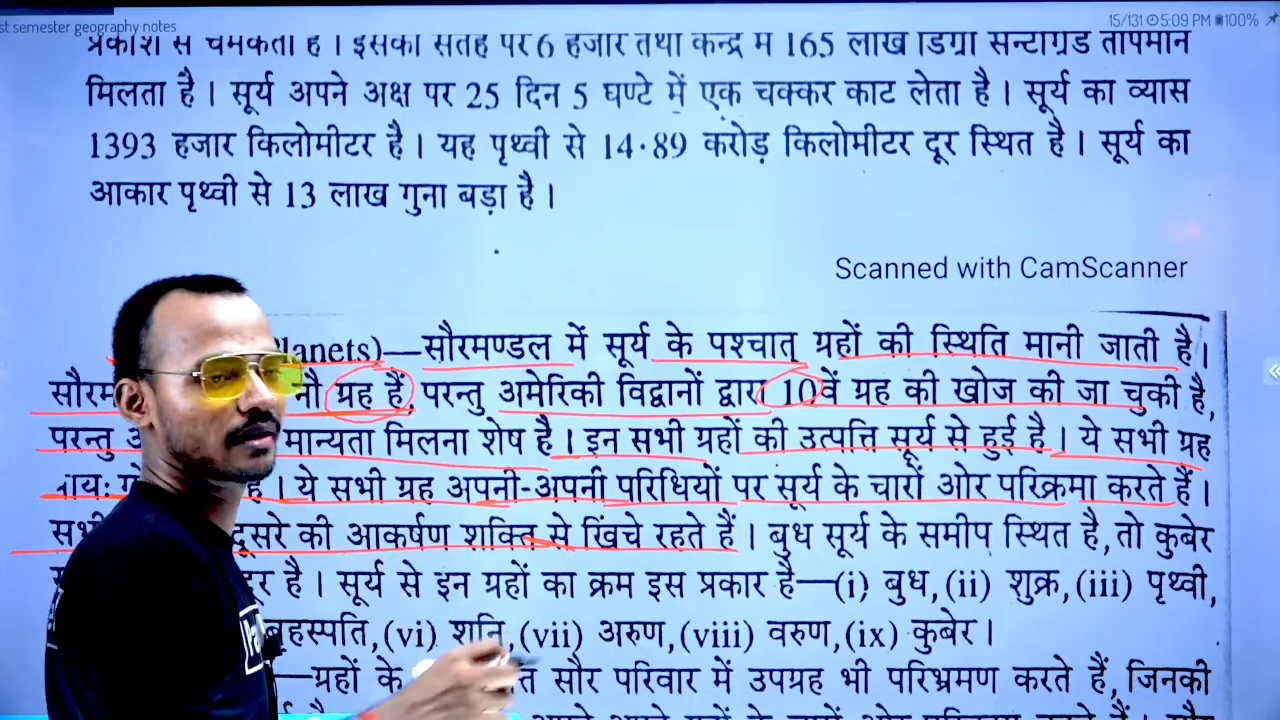 st semester geography notes
15/131 5:09 PM 100%
प्रकाश से चमकता है । इसकी सतह पर 6 हजार तथा केन्द्र में 165 लाख डिग्री सेन्टीग्रेड तापमान
मिलता है । सूर्य अपने अक्ष पर 25 दिन 5 घण्टे में एक चक्कर काट लेता है । सूर्य का व्यास
1393 हजार किलोमीटर है । यह पृथ्वी से 14·89 करोड़ किलोमीटर दूर स्थित है । सूर्य का
आकार पृथ्वी से 13 लाख गुना बड़ा है ।
Scanned with CamScanner
lanets)—सौरमण्डल में सूर्य के पश्चात् ग्रहों की स्थिति मानी जाती है।
सौरम नौ ग्रह हैं, परन्तु अमेरिकी विद्वानों द्वारा 10वें ग्रह की खोज की जा चुकी है,
परन्तु मान्यता मिलना शेष है । इन सभी ग्रहों की उत्पत्ति सूर्य से हुई है । ये सभी ग्रह
। ये सभी ग्रह अपनी-अपनी परिधियों पर सूर्य के चारों ओर परिक्रमा करते हैं।
सभी दूसरे की आकर्षण शक्ति से खिंचे रहते हैं । बुध सूर्य के समीप स्थित है, तो कुबेर
है । सूर्य से इन ग्रहों का क्रम इस प्रकार है—(i) बुध, (ii) शुक्र, (iii) पृथ्वी,
बृहस्पति, (vi) शनि, (vii) अरुण, (viii) वरुण, (ix) कुबेर ।
—ग्रहों के सौर परिवार में उपग्रह भी परिभ्रमण करते हैं, जिनकी